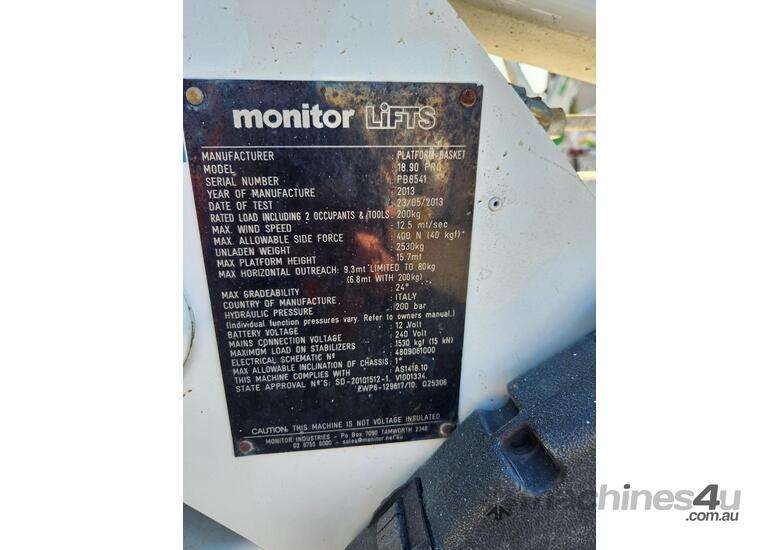 monitor LiFTS
MANUFACTURER : PLATFORM-BASKET
MODEL : 18.90 PRO
SERIAL NUMBER : PB8541
YEAR OF MANUFACTURE : 2013
DATE OF TEST : 23/05/2013
RATED LOAD INCLUDING 2 OCCUPANTS & TOOLS : 200kg
MAX. WIND SPEED : 12.5 mt/sec
MAX. ALLOWABLE SIDE FORCE : 400 N (40 kgf)
UNLADEN WEIGHT : 2530kg
MAX PLATFORM HEIGHT : 15.7mt
MAX HORIZONTAL OUTREACH: 9.3mt LIMITED TO 80kg
(6.8mt WITH 200kg)
MAX GRADEABILITY : 24°
COUNTRY OF MANUFACTURE : ITALY
HYDRAULIC PRESSURE : 200 bar
(Individual function pressures vary. Refer to owners manual.)
BATTERY VOLTAGE : 12 Volt
MAINS CONNECTION VOLTAGE : 240 Volt
MAXIMOM LOAD ON STABILIZERS : 1530 kgf (15 kN)
ELECTRICAL SCHEMATIC Nº : 4809061000
MAX ALLOWABLE INCLINATION OF CHASSIS: 1°
THIS MACHINE COMPLIES WITH : AS1418.10
STATE APPROVAL Nº'S: SD-20101512-1, V1001334,
EWP6-129817/10, Q25306
CAUTION: THIS MACHINE IS NOT VOLTAGE INSULATED
MONITOR INDUSTRIES - Po Box 7090 TAMWORTH 2348
02 6755 6000 - sales@monitor.net.au
machines4u
.com.au